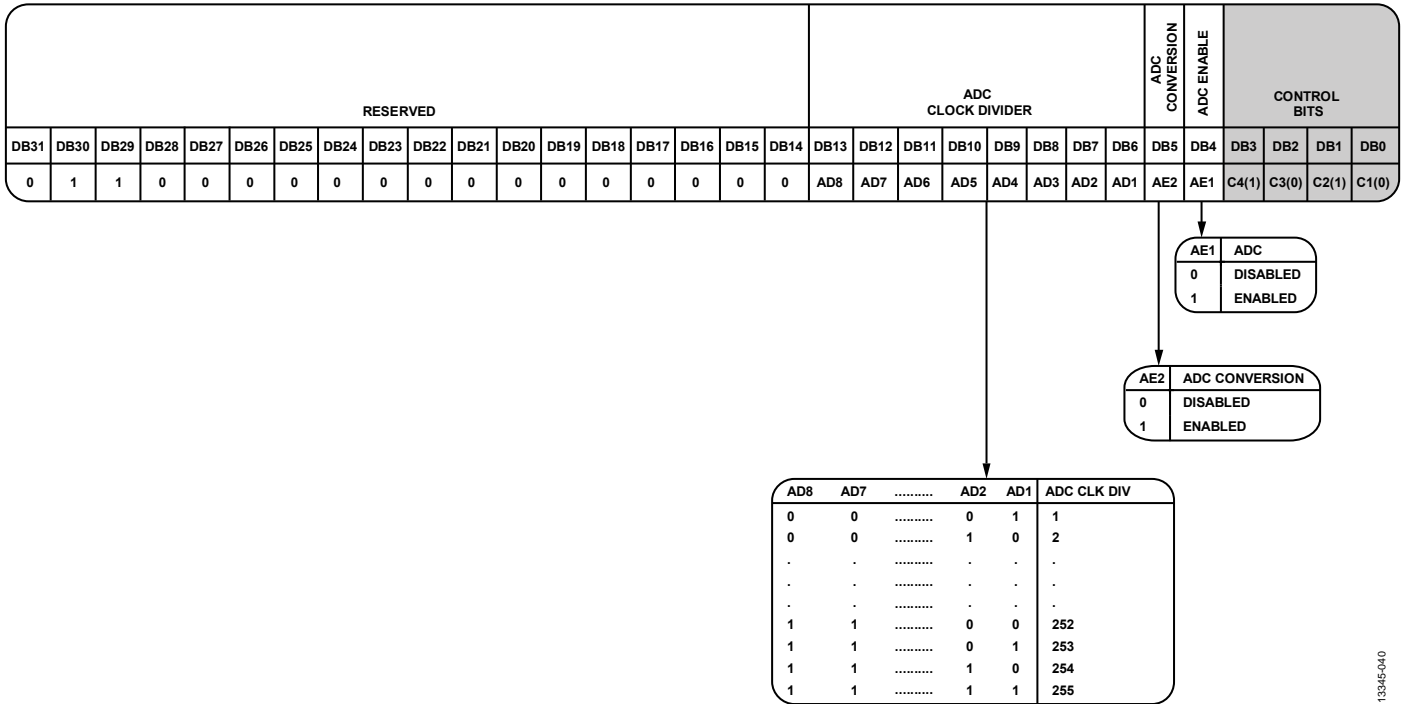 RESERVED
ADC
CLOCK DIVIDER
ADC
CONVERSION
ADC ENABLE
CONTROL
BITS
DB31 DB30 DB29 DB28 DB27 DB26 DB25 DB24 DB23 DB22 DB21 DB20 DB19 DB18 DB17 DB16 DB15 DB14 DB13 DB12 DB11 DB10 DB9 DB8 DB7 DB6 DB5 DB4 DB3 DB2 DB1 DB0
0 1 1 0 0 0 0 0 0 0 0 0 0 0 0 0 0 0 AD8 AD7 AD6 AD5 AD4 AD3 AD2 AD1 AE2 AE1 C4(1) C3(0) C2(1) C1(0)
AE1 ADC
0 DISABLED
1 ENABLED
AE2 ADC CONVERSION
0 DISABLED
1 ENABLED
AD8 AD7 .......... AD2 AD1 ADC CLK DIV
0 0 .......... 0 1 1
0 0 .......... 1 0 2
. . .......... . . .
. . .......... . . .
. . .......... . . .
1 1 .......... 0 0 252
1 1 .......... 0 1 253
1 1 .......... 1 0 254
1 1 .......... 1 1 255
13345-040